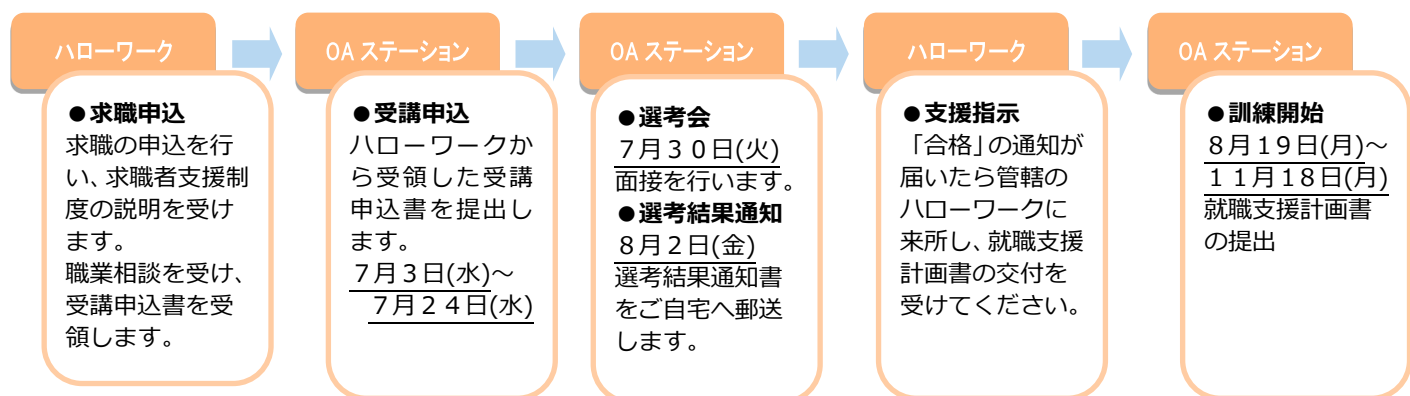 ハローワーク
●求職申込
求職の申込を行
い、求職者支援制
度の説明を受け
ます。
職業相談を受け、
受講申込書を受
領します。
OAステーション
●受講申込
ハローワークか
ら受領した受講
申込書を提出し
ます。
７月３日(水)～
７月２４日(水)
OAステーション
●選考会
７月３０日(火)
面接を行います。
●選考結果通知
８月２日(金)
選考結果通知書
をご自宅へ郵送
します。
ハローワーク
●支援指示
「合格」の通知が
届いたら管轄の
ハローワークに
来所し、就職支援
計画書の交付を
受けてください。
OAステーション
●訓練開始
８月１９日(月)～
１１月１８日(月)
就職支援計画書
の提出